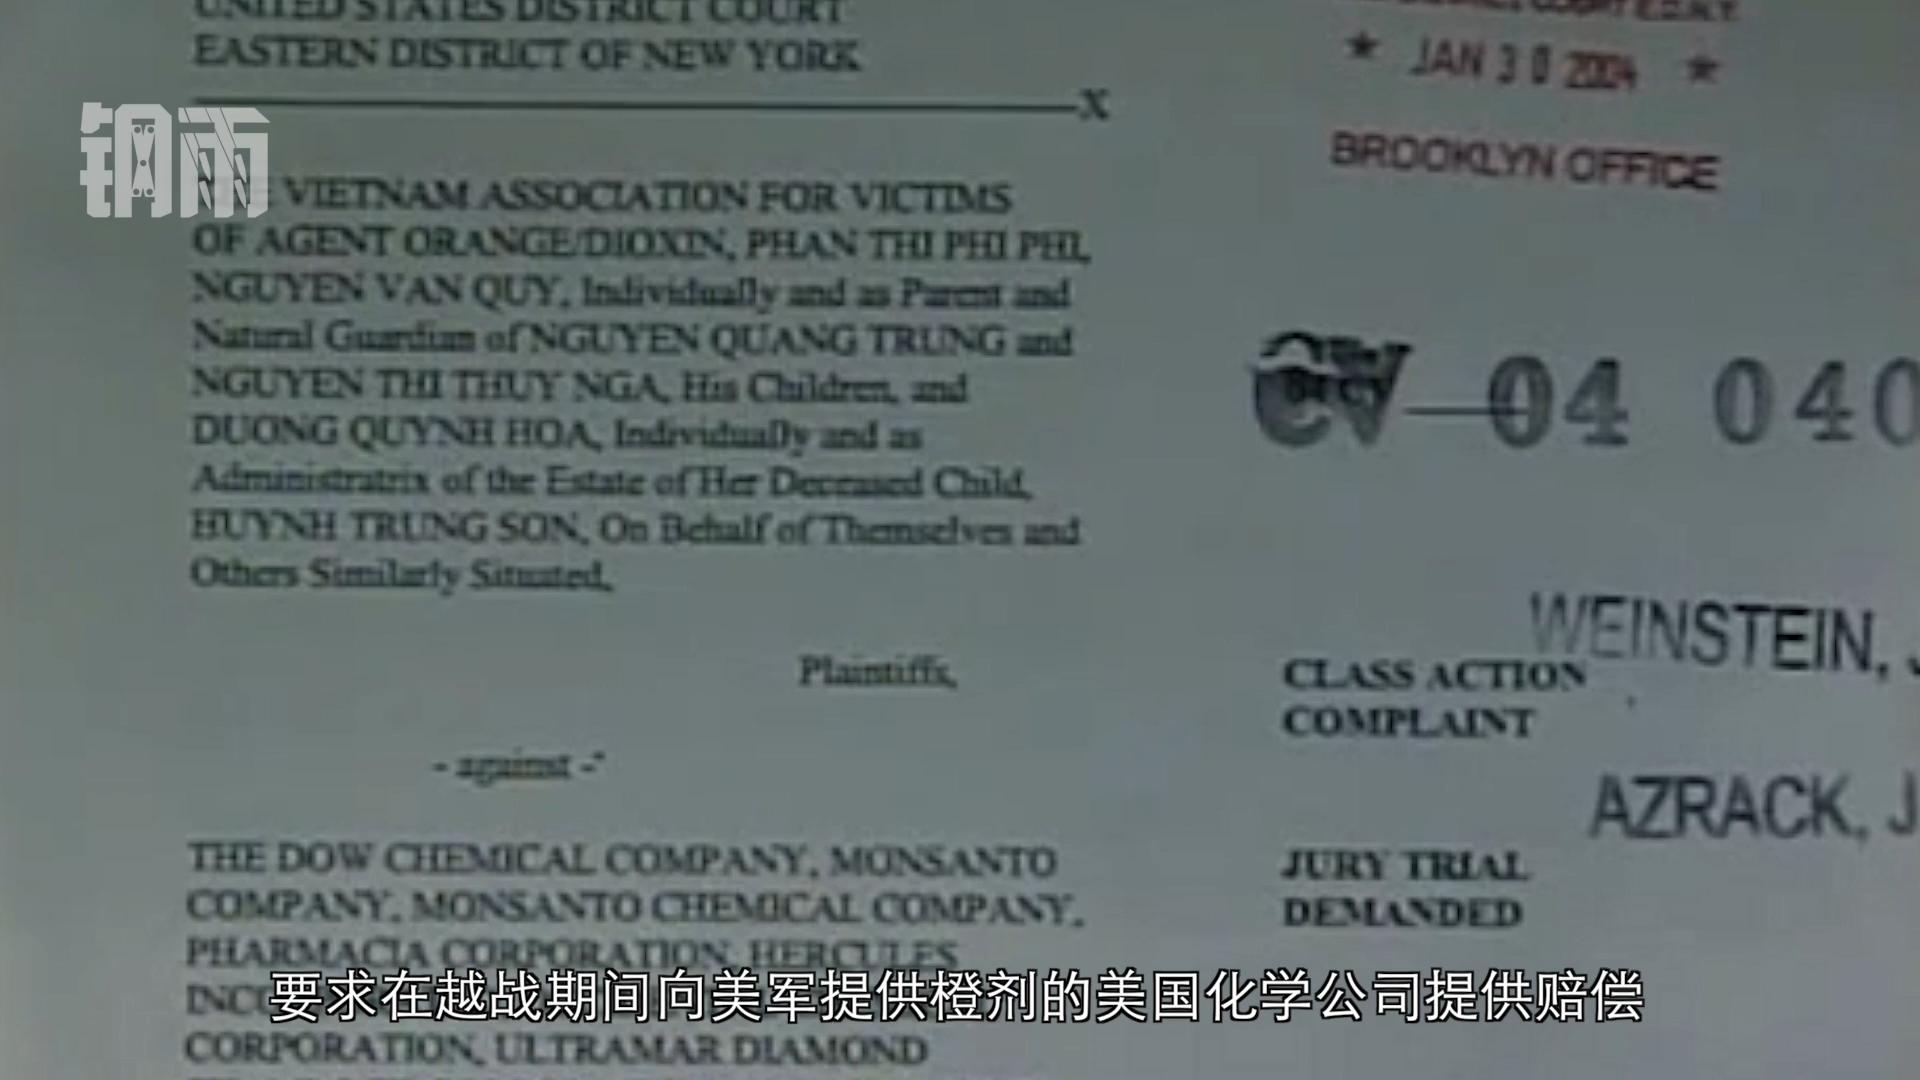 UNITED STATES DISTRICT COURT
EASTERN DISTRICT OF NEW YORK
X
JAN 30 2004
BROOKLYN OFFICE
钢雨
VIETNAM ASSOCIATION FOR VICTIMS
OF AGENT ORANGE/DIOXIN, PHAN THI PHI PHI,
NGUYEN VAN QUY, Individually and as Parent and
Natural Guardian of NGUYEN QUANG TRUNG and
NGUYEN THI THUY NGA, His Children, and
DUONG QUYNH HOA, Individually and as
Administratrix of the Estate of Her Deceased Child,
HUYNH TRUNG SON, On Behalf of Themselves and
Others Similarly Situated,
Plaintiffs,
- against -
CV 04 040
WEINSTEIN, J
CLASS ACTION
COMPLAINT
AZRACK, J
JURY TRIAL
DEMANDED
THE DOW CHEMICAL COMPANY, MONSANTO
COMPANY, MONSANTO CHEMICAL COMPANY,
PHARMACIA CORPORATION, HERCULES
CORPORATION, ULTRAMAR DIAMOND
要求在越战期间向美军提供橙剂的美国化学公司提供赔偿